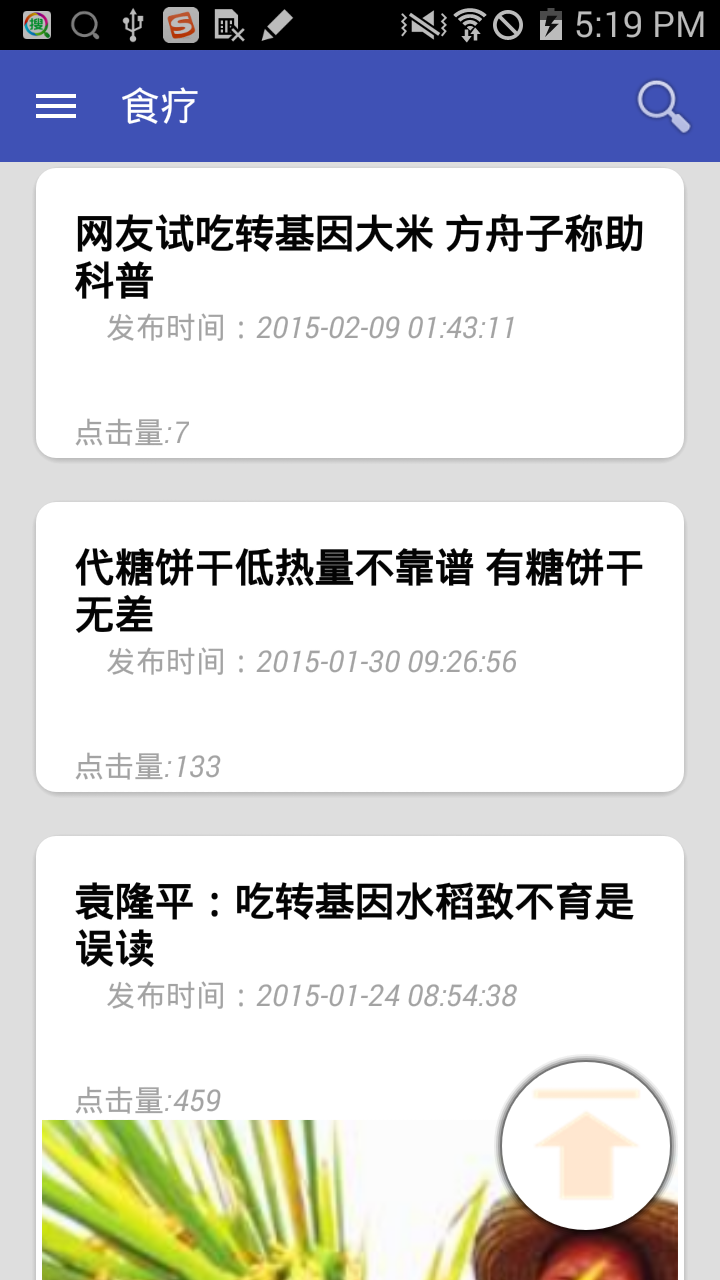 5:19 PM
食疗
网友试吃转基因大米 方舟子称助
科普
发布时间：2015-02-09 01:43:11
点击量:7
代糖饼干低热量不靠谱 有糖饼干
无差
发布时间：2015-01-30 09:26:56
点击量:133
袁隆平：吃转基因水稻致不育是
误读
发布时间：2015-01-24 08:54:38
点击量:459